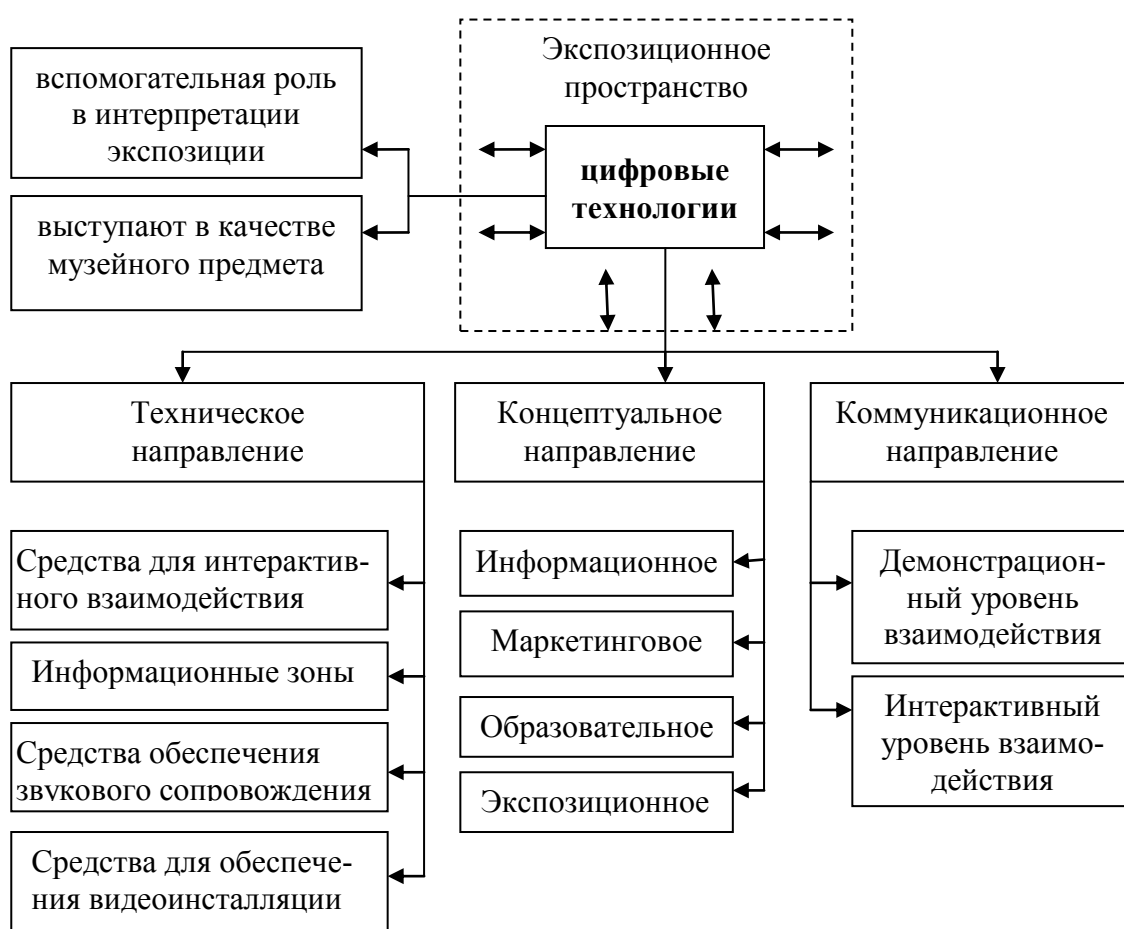 Экспозиционное
пространство
вспомогательная роль
в интерпретации
экспозиции
цифровые
технологии
выступают в качестве
музейного предмета
Техническое
направление
Концептуальное
направление
Коммуникационное
направление
Средства для интерактив-
ного взаимодействия
Информационные зоны
Средства обеспечения
звукового сопровождения
Средства для обеспече-
ния видеоинсталляции
Информационное
Маркетинговое
Образовательное
Экспозиционное
Демонстрацион-
ный уровень
взаимодействия
Интерактивный
уровень взаимо-
действия